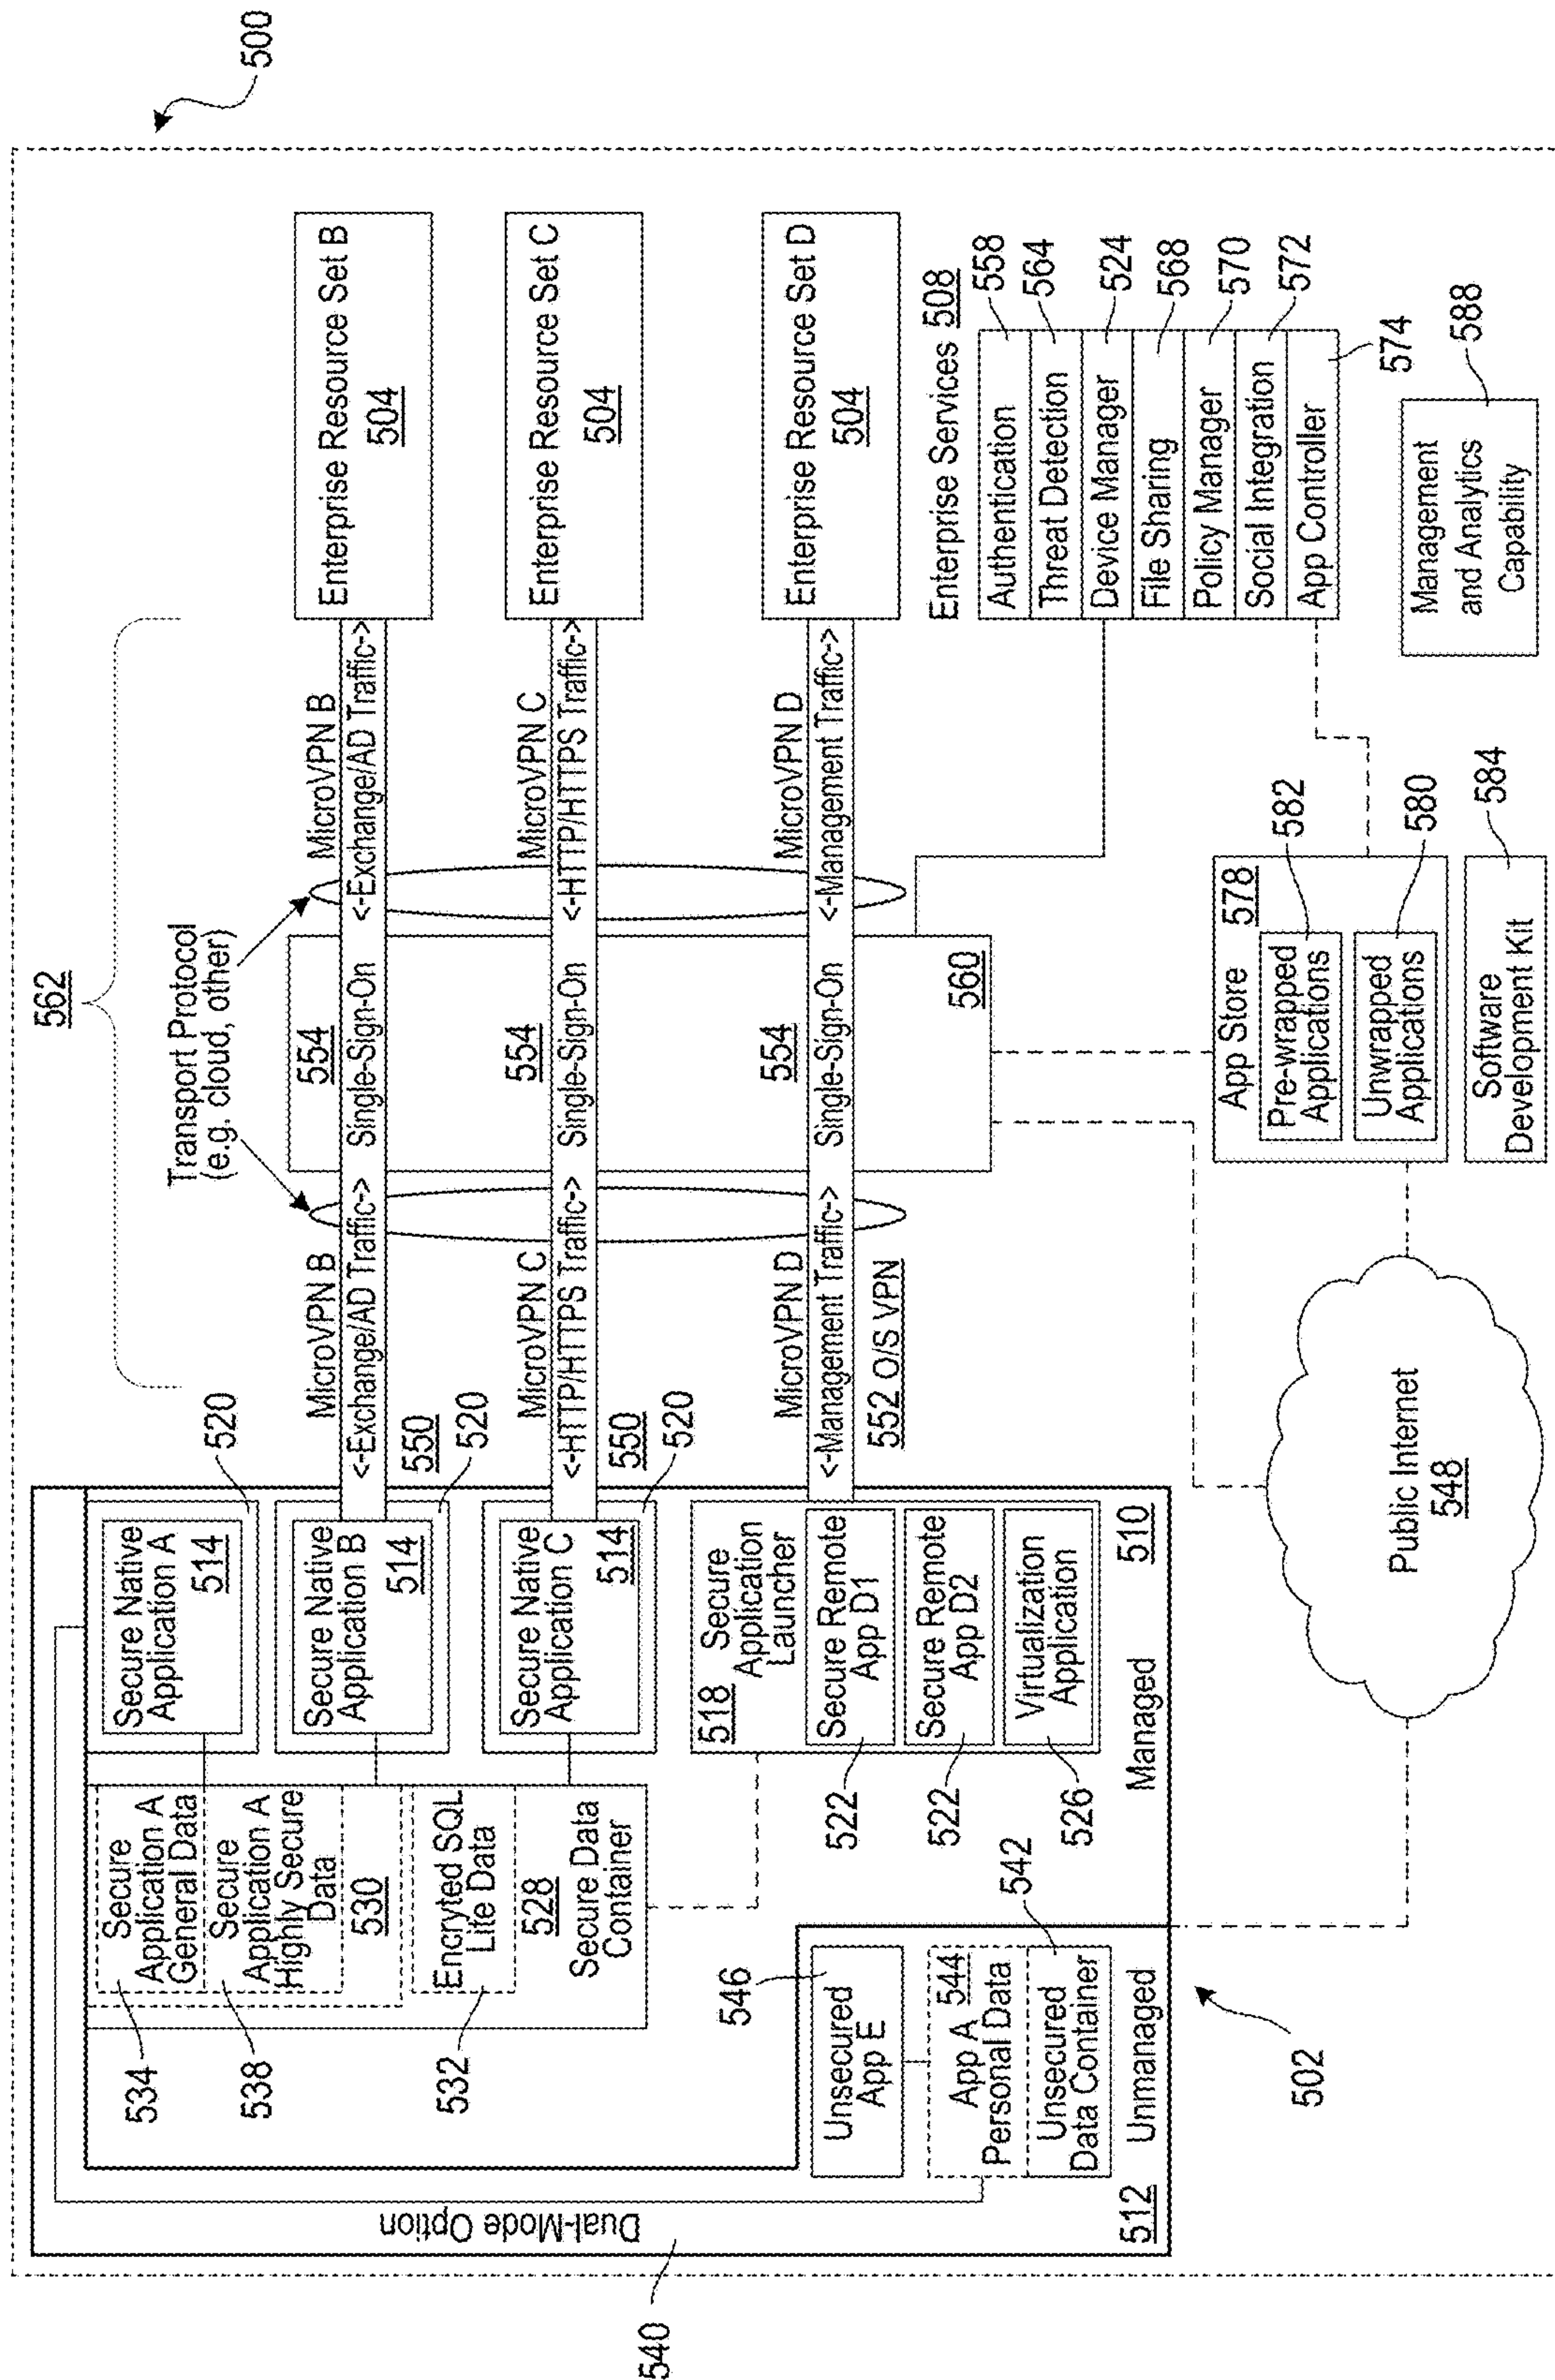 500
562
Transport Protocol
(e.g. cloud, other)
540
Dual-Mode Option
534
Secure
Application A
General Data
538
Secure
Application A
Highly Secure
Data
530
532
Encryted SQL
Lite Data
528
Secure Data
Container
Secure Native
Application A
514
520
Secure Native
Application B
514
550
520
Secure Native
Application C
514
550
520
518
Secure
Application
Launcher
Secure Remote
App D1
522
Secure Remote
App D2
522
Virtualization
Application
526
Managed
510
546
Unsecured
App E
App A
544
Personal Data
542
Unsecured
Data Container
Unmanaged
512
502
MicroVPN B
<-Exchange/AD Traffic->
554
Single-Sign-On
MicroVPN B
<-Exchange/AD Traffic->
Enterprise Resource Set B
504
MicroVPN C
<-HTTP/HTTPS Traffic->
554
Single-Sign-On
MicroVPN C
<-HTTP/HTTPS Traffic->
Enterprise Resource Set C
504
MicroVPN D
<-Management Traffic->
552 O/S VPN
554
Single-Sign-On
560
MicroVPN D
<-Management Traffic->
Enterprise Resource Set D
504
Enterprise Services 508
Authentication
558
Threat Detection
564
Device Manager
524
File Sharing
568
Policy Manager
570
Social Integration
572
App Controller
574
Public Internet
548
App Store 578
Pre-wrapped
Applications
582
Unwrapped
Applications
580
Software
Development Kit
584
Management
and Analytics
Capability
588